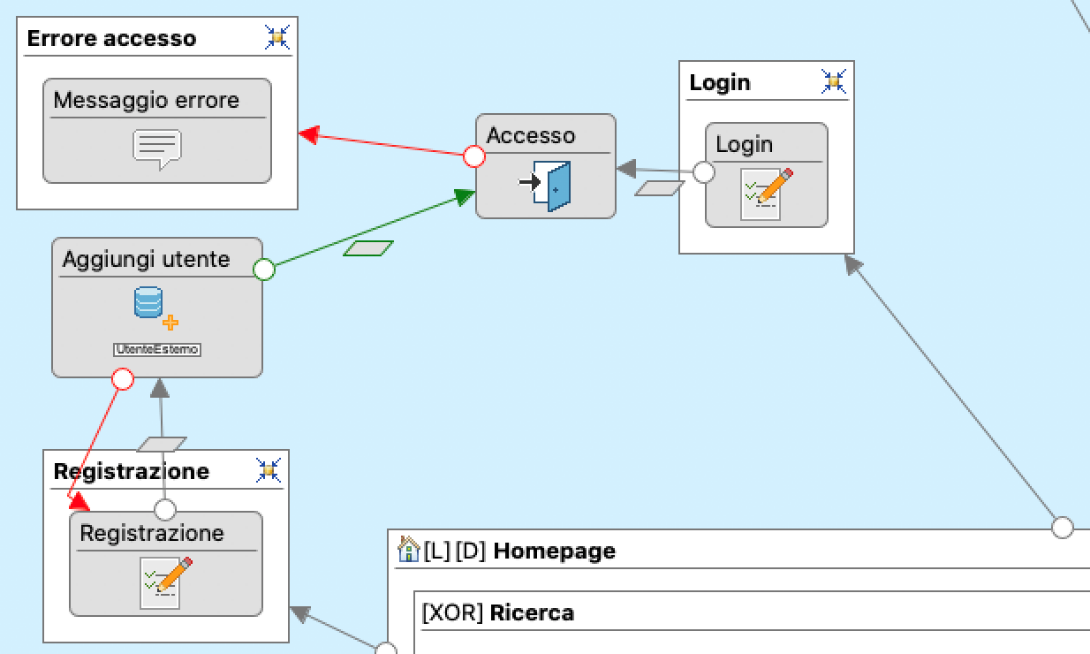 Errore accesso
Messaggio errore
Accesso
Login
Login
Aggiungi utente
UtenteEsterno
Registrazione
Registrazione
[L][D] Homepage
[XOR] Ricerca